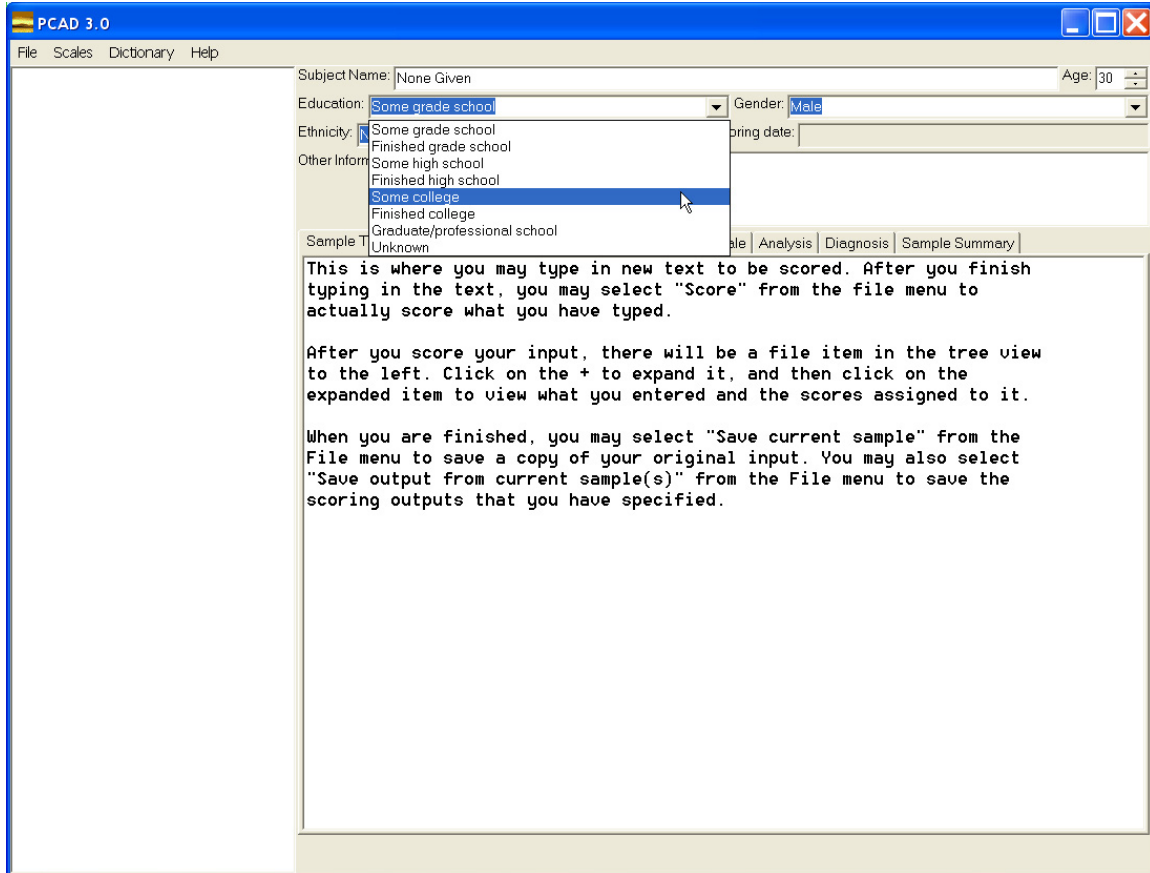 PCAD 3.0
File Scales Dictionary Help
Subject Name: None Given Age: 30
Education: Some grade school Gender: Male
Ethnicity: oring date:
Some grade school
Finished grade school
Some high school
Finished high school
Some college
Finished college
Graduate/professional school
Unknown
Other Inform
Sample T ale Analysis Diagnosis Sample Summary
This is where you may type in new text to be scored. After you finish
typing in the text, you may select "Score" from the file menu to
actually score what you have typed.
After you score your input, there will be a file item in the tree view
to the left. Click on the + to expand it, and then click on the
expanded item to view what you entered and the scores assigned to it.
When you are finished, you may select "Save current sample" from the
File menu to save a copy of your original input. You may also select
"Save output from current sample(s)" from the File menu to save the
scoring outputs that you have specified.